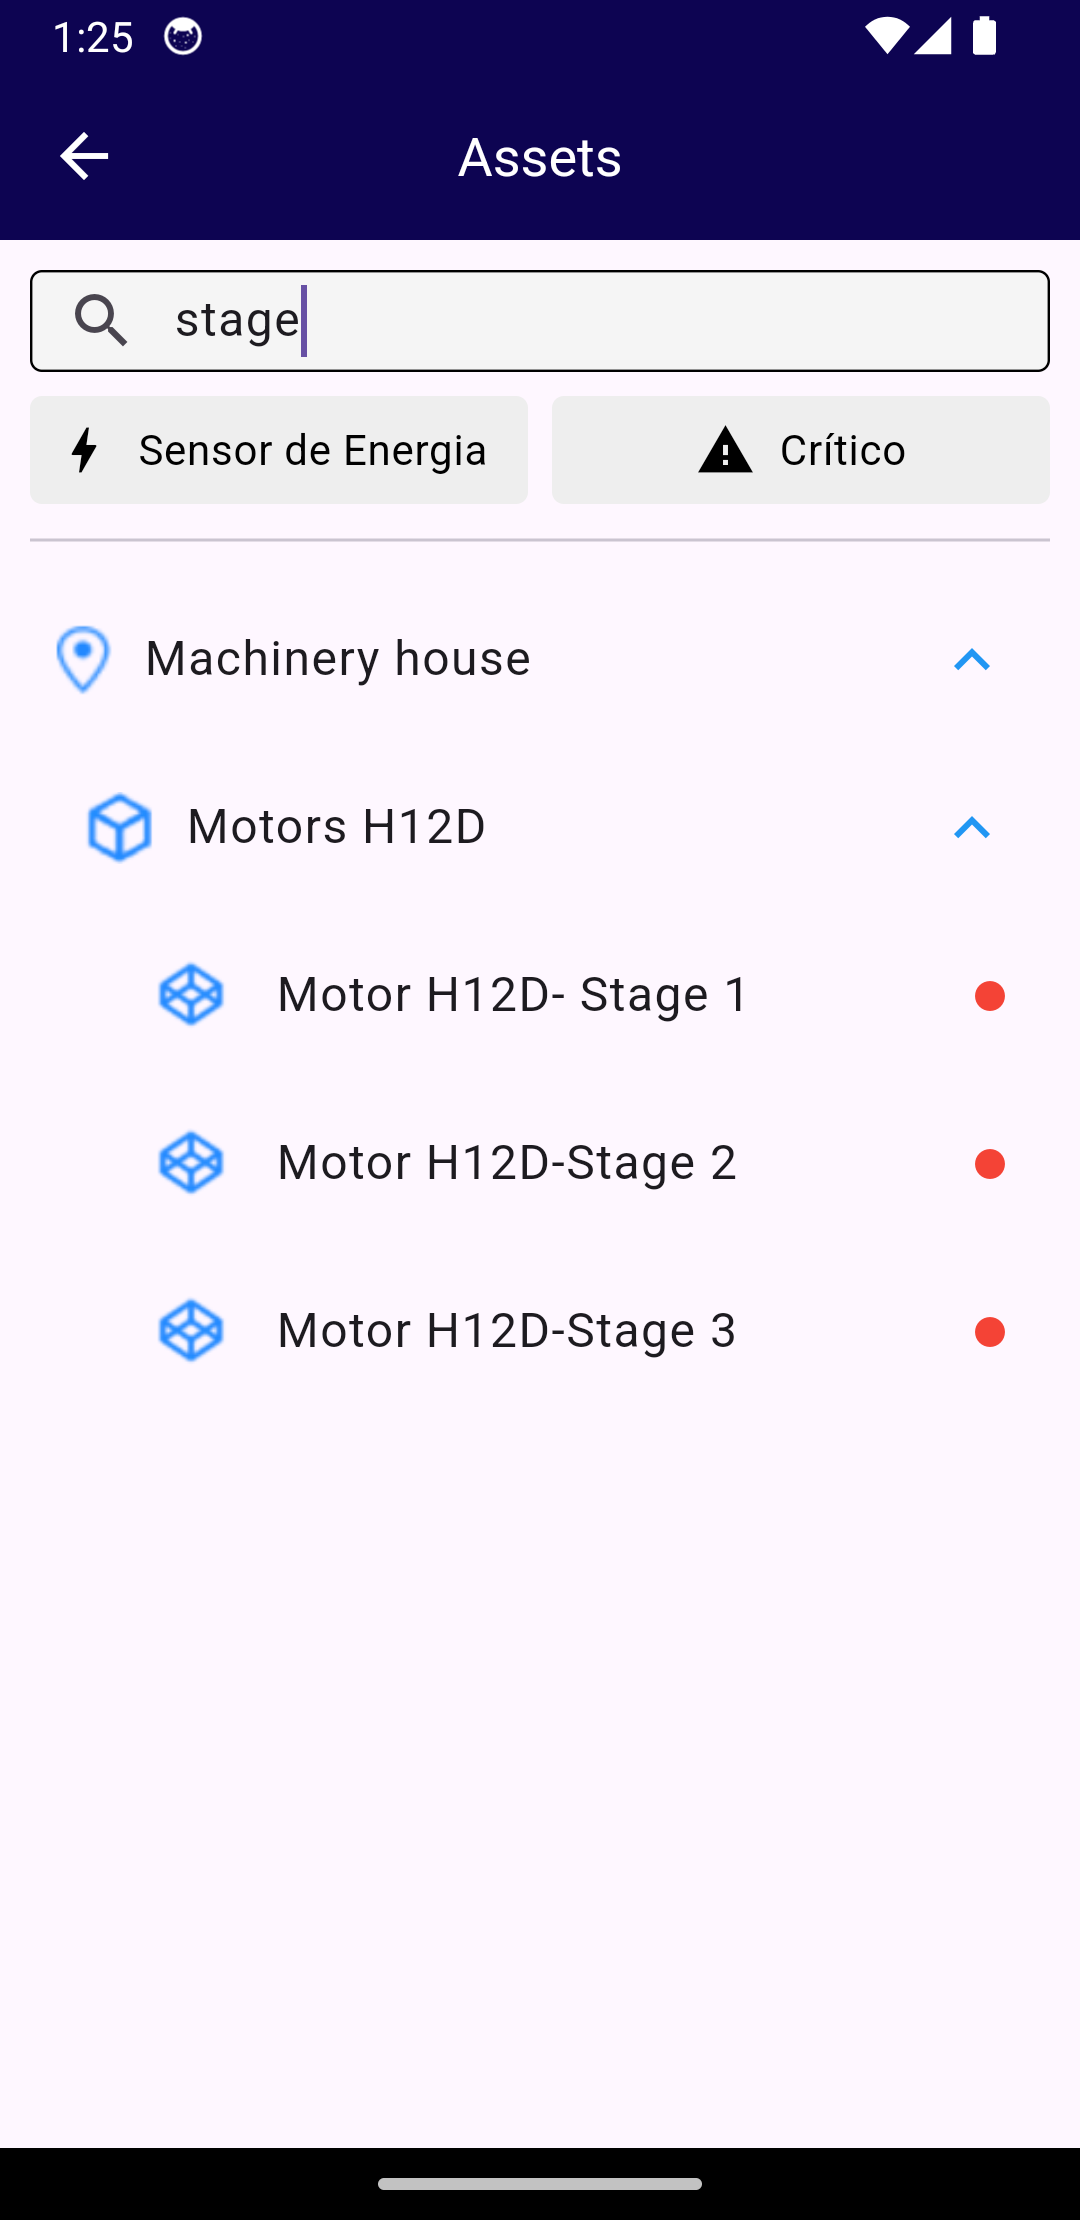 1:25
Assets
stage
Sensor de Energia
Crítico
Machinery house
Motors H12D
Motor H12D- Stage 1
Motor H12D-Stage 2
Motor H12D-Stage 3